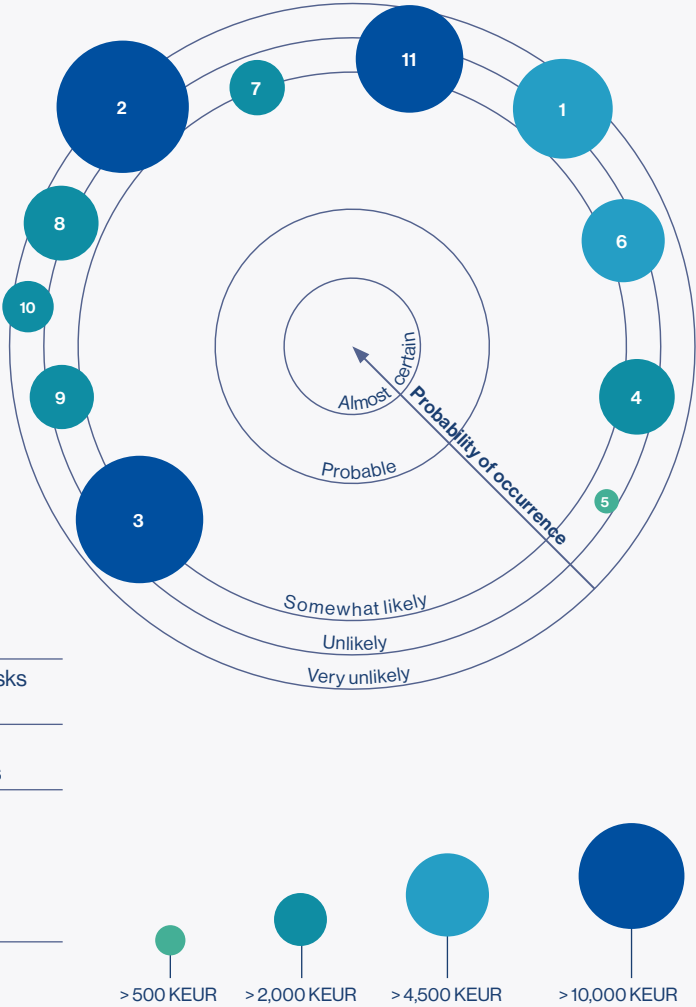 11
2
7
1
8
6
10
9
4
5
3
Almost certain
Probability of occurrence
Probable
Somewhat likely
Unlikely
Very unlikely
sks
s
> 500 KEUR
> 2,000 KEUR
> 4,500 KEUR
> 10,000 KEUR